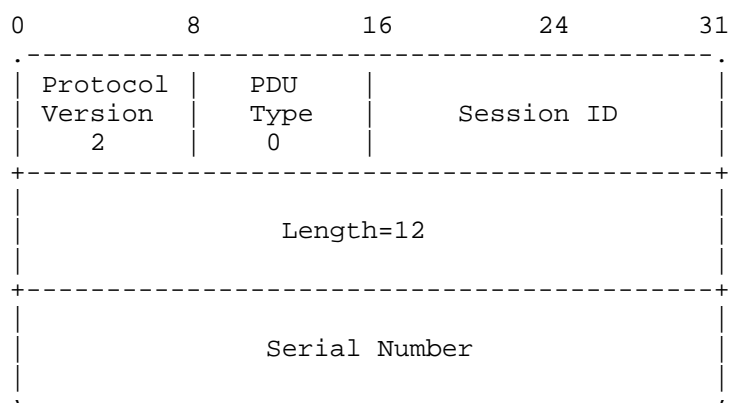 0 8 16 24 31
Protocol PDU
Version Type Session ID
2 0
Length=12
Serial Number